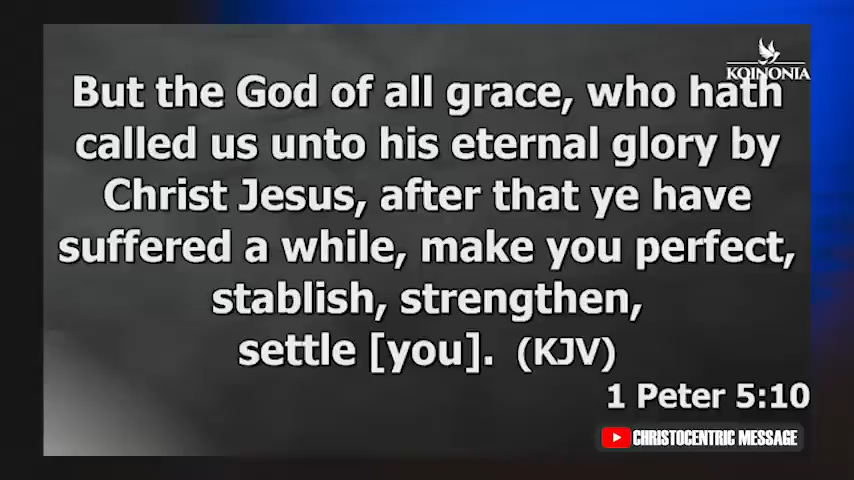 KOINONIA
But the God of all grace, who hath
called us unto his eternal glory by
Christ Jesus, after that ye have
suffered a while, make you perfect,
stablish, strengthen,
settle [you]. (KJV)
1 Peter 5:10
CHRISTOCENTRIC MESSAGE